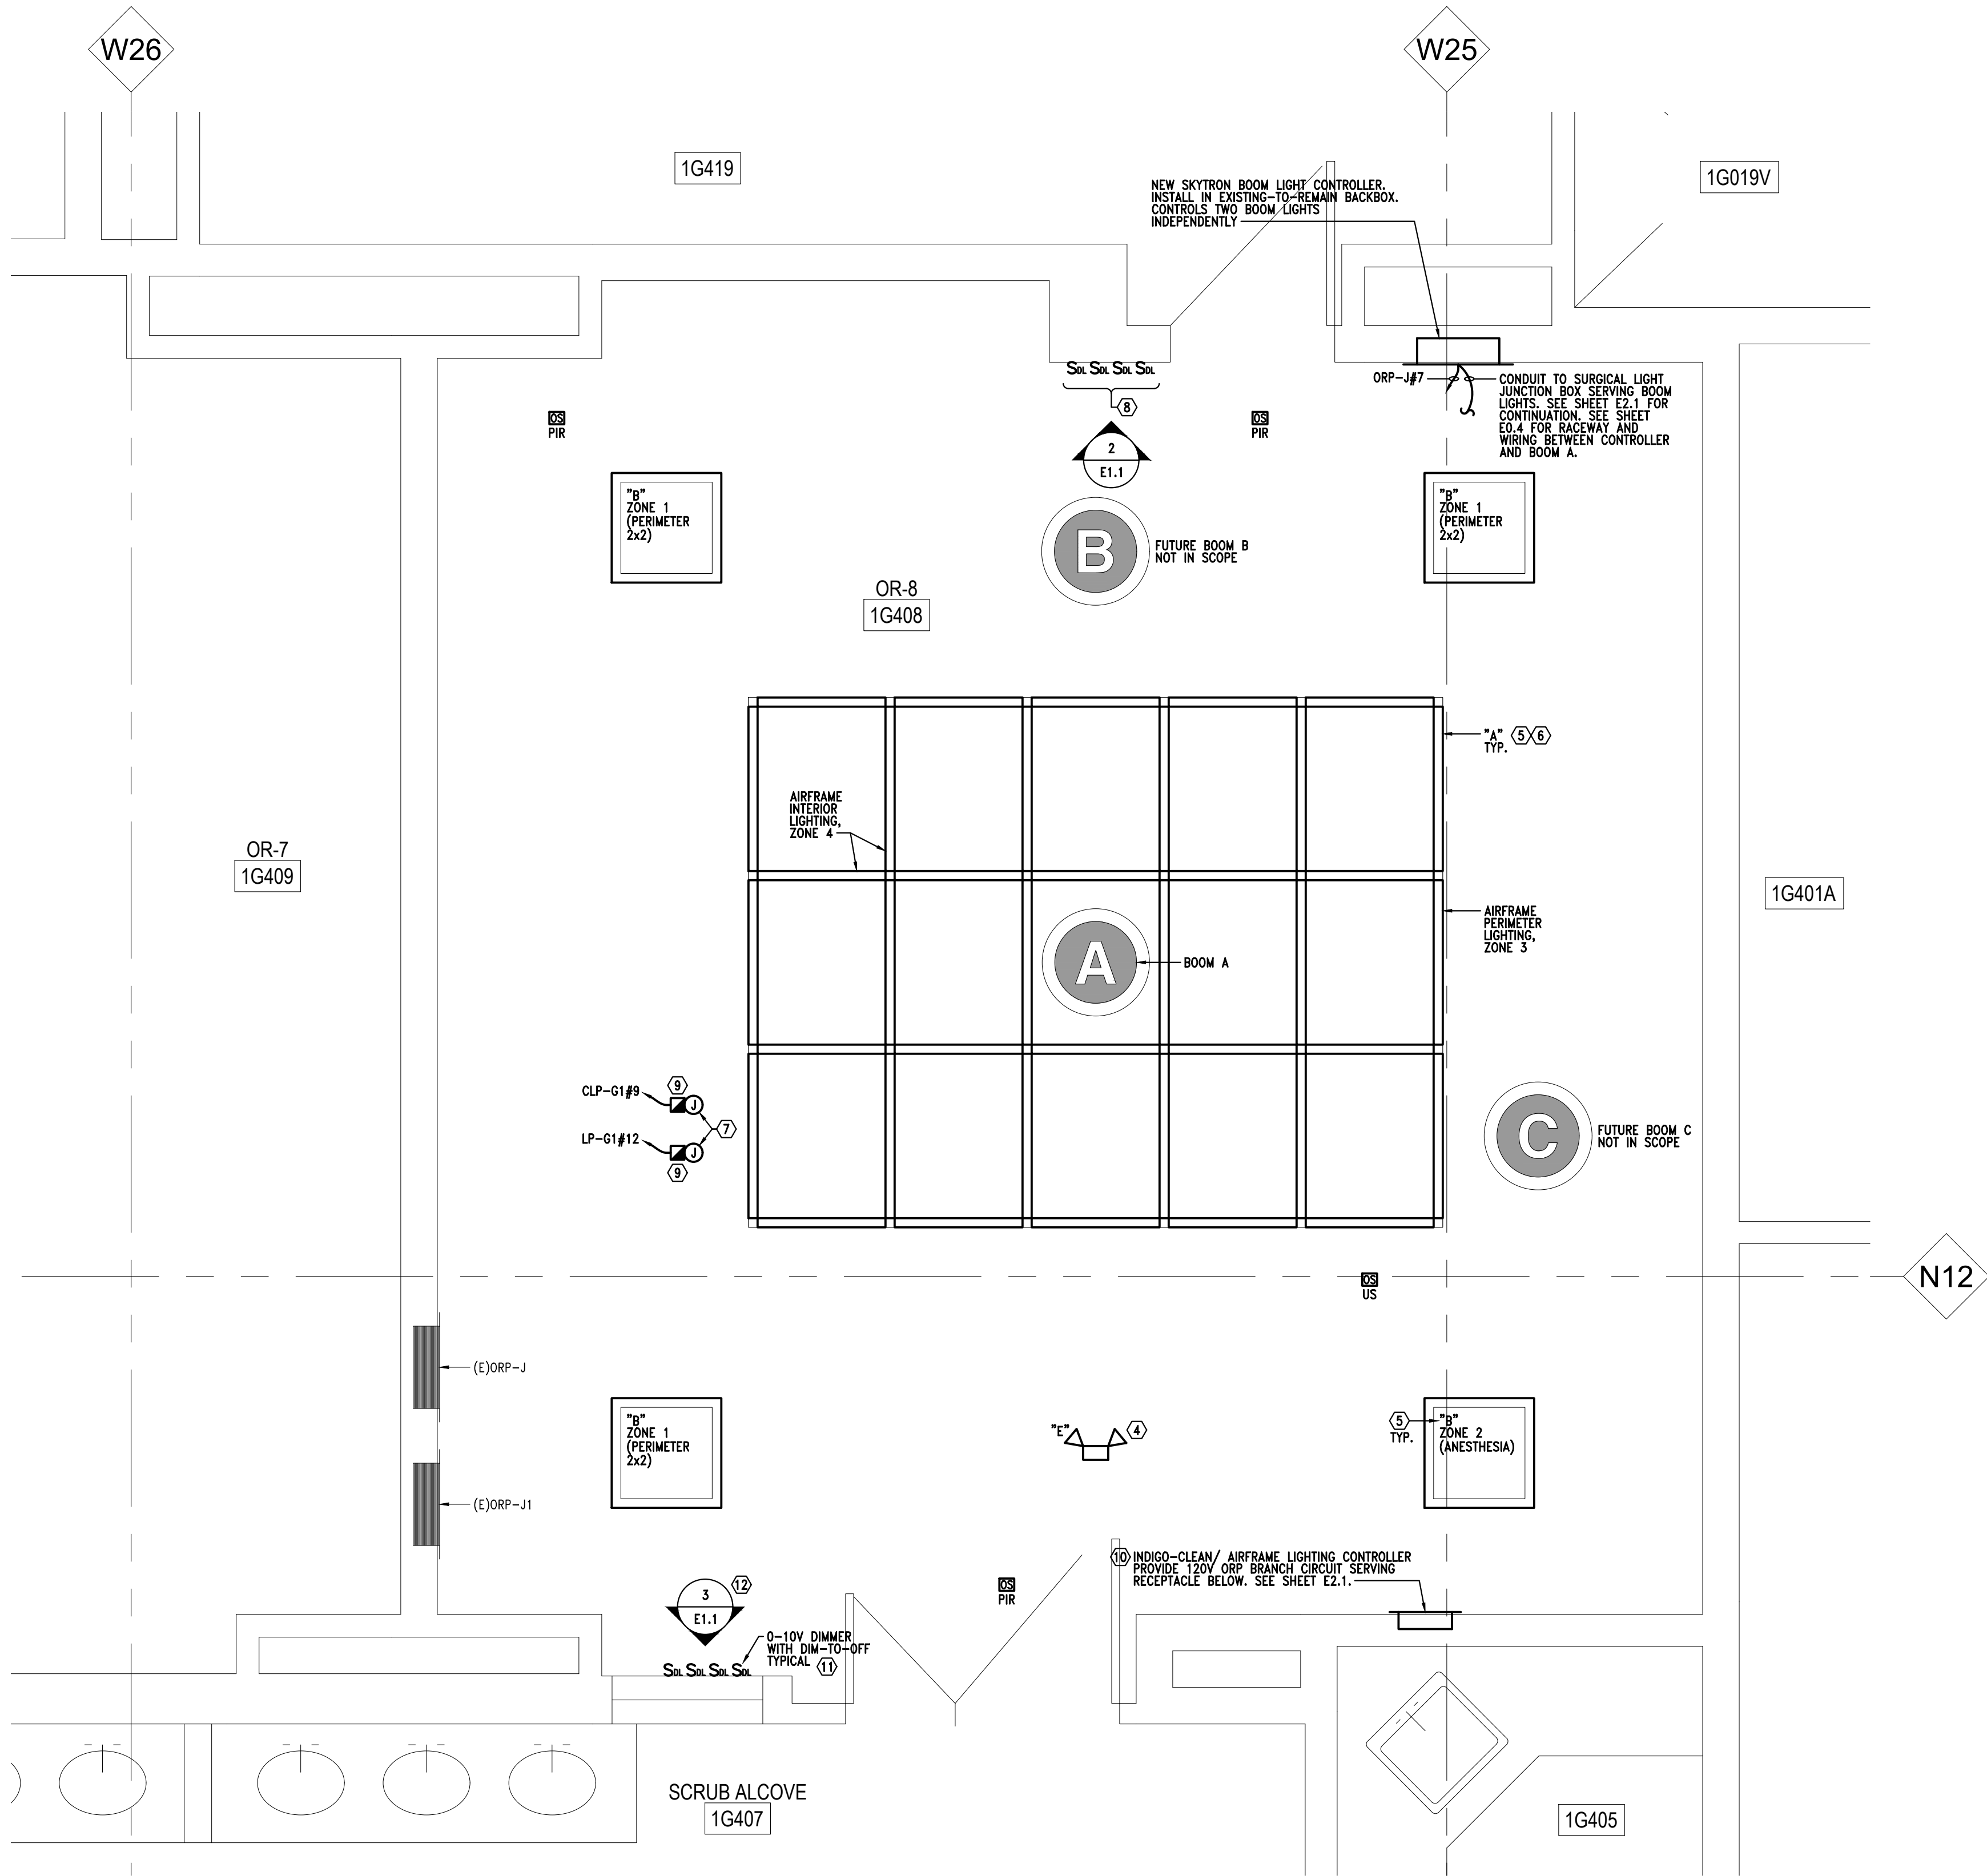 W26
W25
1G419
1G019V
NEW SKYTRON BOOM LIGHT CONTROLLER.
INSTALL IN EXISTING-TO-REMAIN BACKBOX.
CONTROLS TWO BOOM LIGHTS
INDEPENDENTLY
SDL SDL SDL SDL
8
ORP-J#7
CONDUIT TO SURGICAL LIGHT
JUNCTION BOX SERVING BOOM
LIGHTS. SEE SHEET E2.1 FOR
CONTINUATION. SEE SHEET
E0.4 FOR RACEWAY AND
WIRING BETWEEN CONTROLLER
AND BOOM A.
OS
PIR
OS
PIR
2
E1.1
"B"
ZONE 1
(PERIMETER
2x2)
"B"
ZONE 1
(PERIMETER
2x2)
B
FUTURE BOOM B
NOT IN SCOPE
OR-8
1G408
"A" 5 6
TYP.
AIRFRAME
INTERIOR
LIGHTING,
ZONE 4
OR-7
1G409
1G401A
AIRFRAME
PERIMETER
LIGHTING,
ZONE 3
A
BOOM A
CLP-G1#9
9
J
7
LP-G1#12
J
9
C
FUTURE BOOM C
NOT IN SCOPE
N12
OS
US
(E)ORP-J
(E)ORP-J1
"B"
ZONE 1
(PERIMETER
2x2)
"E"
4
5
TYP.
"B"
ZONE 2
(ANESTHESIA)
10 INDIGO-CLEAN/ AIRFRAME LIGHTING CONTROLLER
PROVIDE 120V ORP BRANCH CIRCUIT SERVING
RECEPTACLE BELOW. SEE SHEET E2.1.
OS
PIR
3
E1.1
12
0-10V DIMMER
WITH DIM-TO-OFF
TYPICAL 11
SDL SDL SDL SDL
SCRUB ALCOVE
1G407
1G405